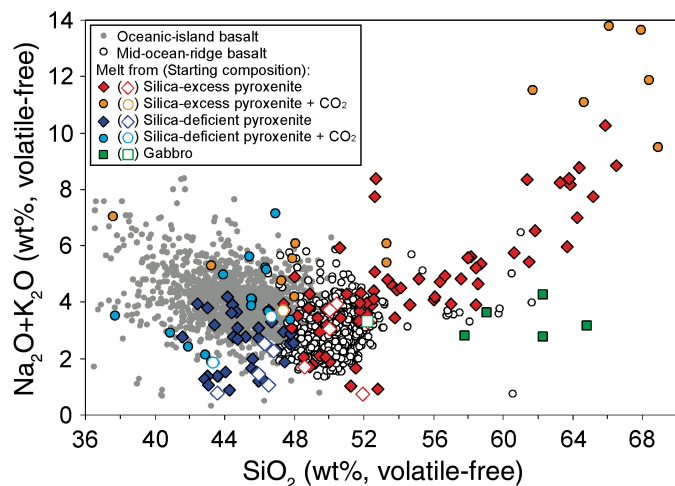 14
12
10
8
6
4
2
0
Na₂O+K₂O (wt%, volatile-free)
Oceanic-island basalt
Mid-ocean-ridge basalt
Melt from (Starting composition):
( ) Silica-excess pyroxenite
( ) Silica-excess pyroxenite + CO₂
( ) Silica-deficient pyroxenite
( ) Silica-deficient pyroxenite + CO₂
( ) Gabbro
36 40 44 48 52 56 60 64 68
SiO₂ (wt%, volatile-free)